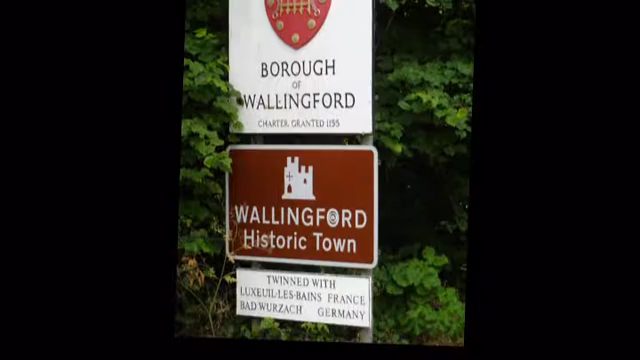 BOROUGH
OF
WALLINGFORD
CHARTER GRANTED 1155
WALLINGFORD
Historic Town
TWINNED WITH
LUXEUIL-LES-BAINS FRANCE
BAD WURZACH GERMANY